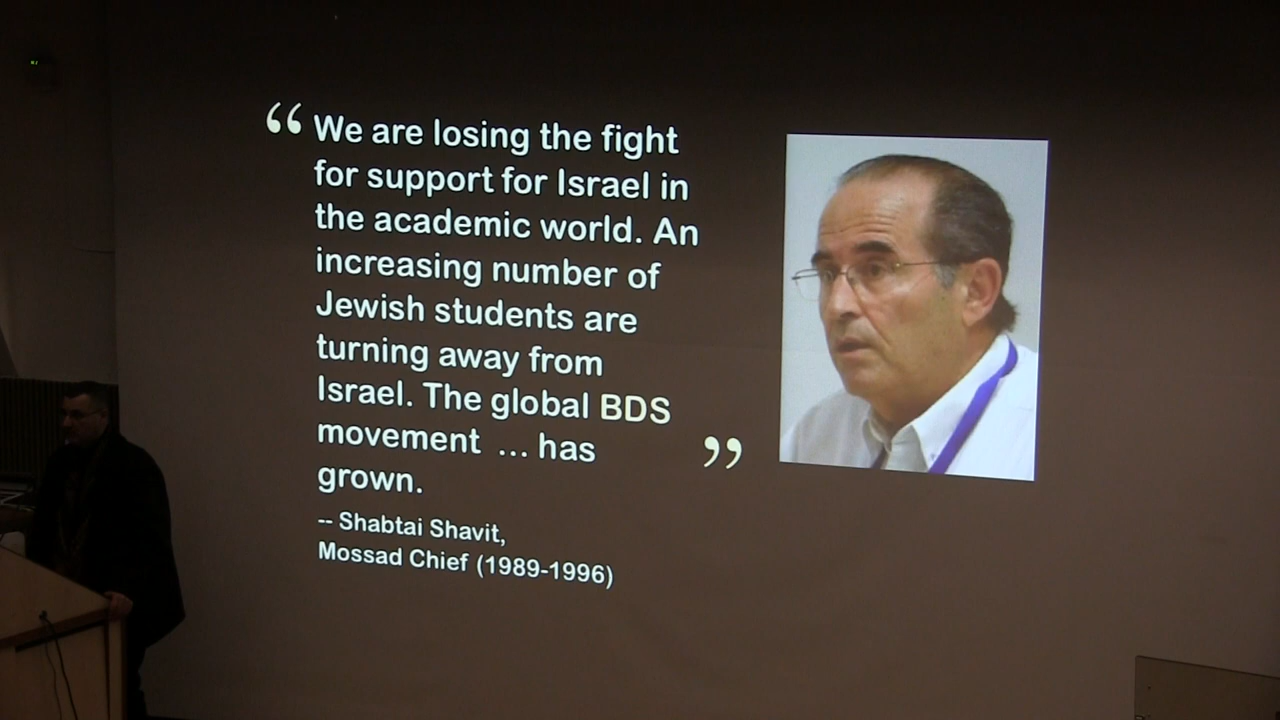 “ We are losing the fight
for support for Israel in
the academic world. An
increasing number of
Jewish students are
turning away from
Israel. The global BDS
movement ... has
grown. ”
-- Shabtai Shavit,
Mossad Chief (1989-1996)